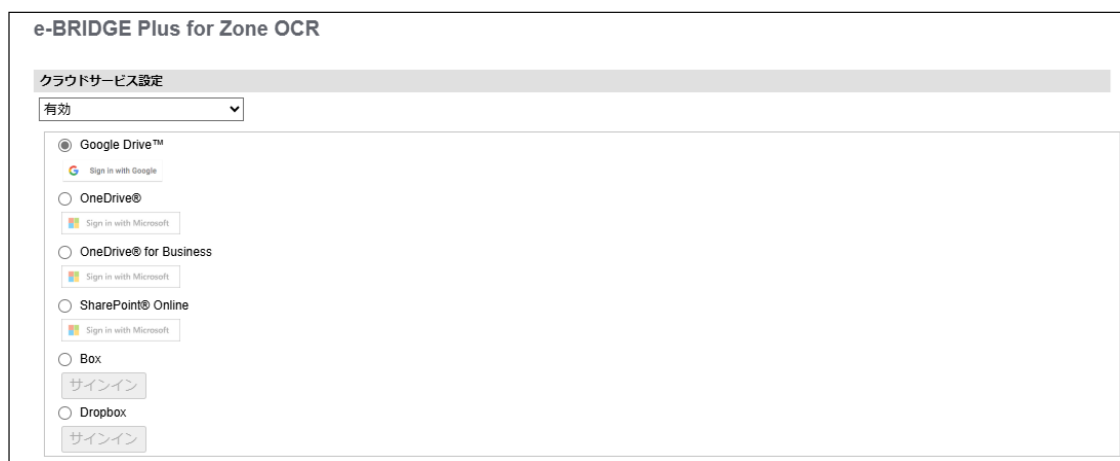 e-BRIDGE Plus for Zone OCR
クラウドサービス設定
有効
Google Drive™
Sign in with Google
OneDrive®
Sign in with Microsoft
OneDrive® for Business
Sign in with Microsoft
SharePoint® Online
Sign in with Microsoft
Box
サインイン
Dropbox
サインイン